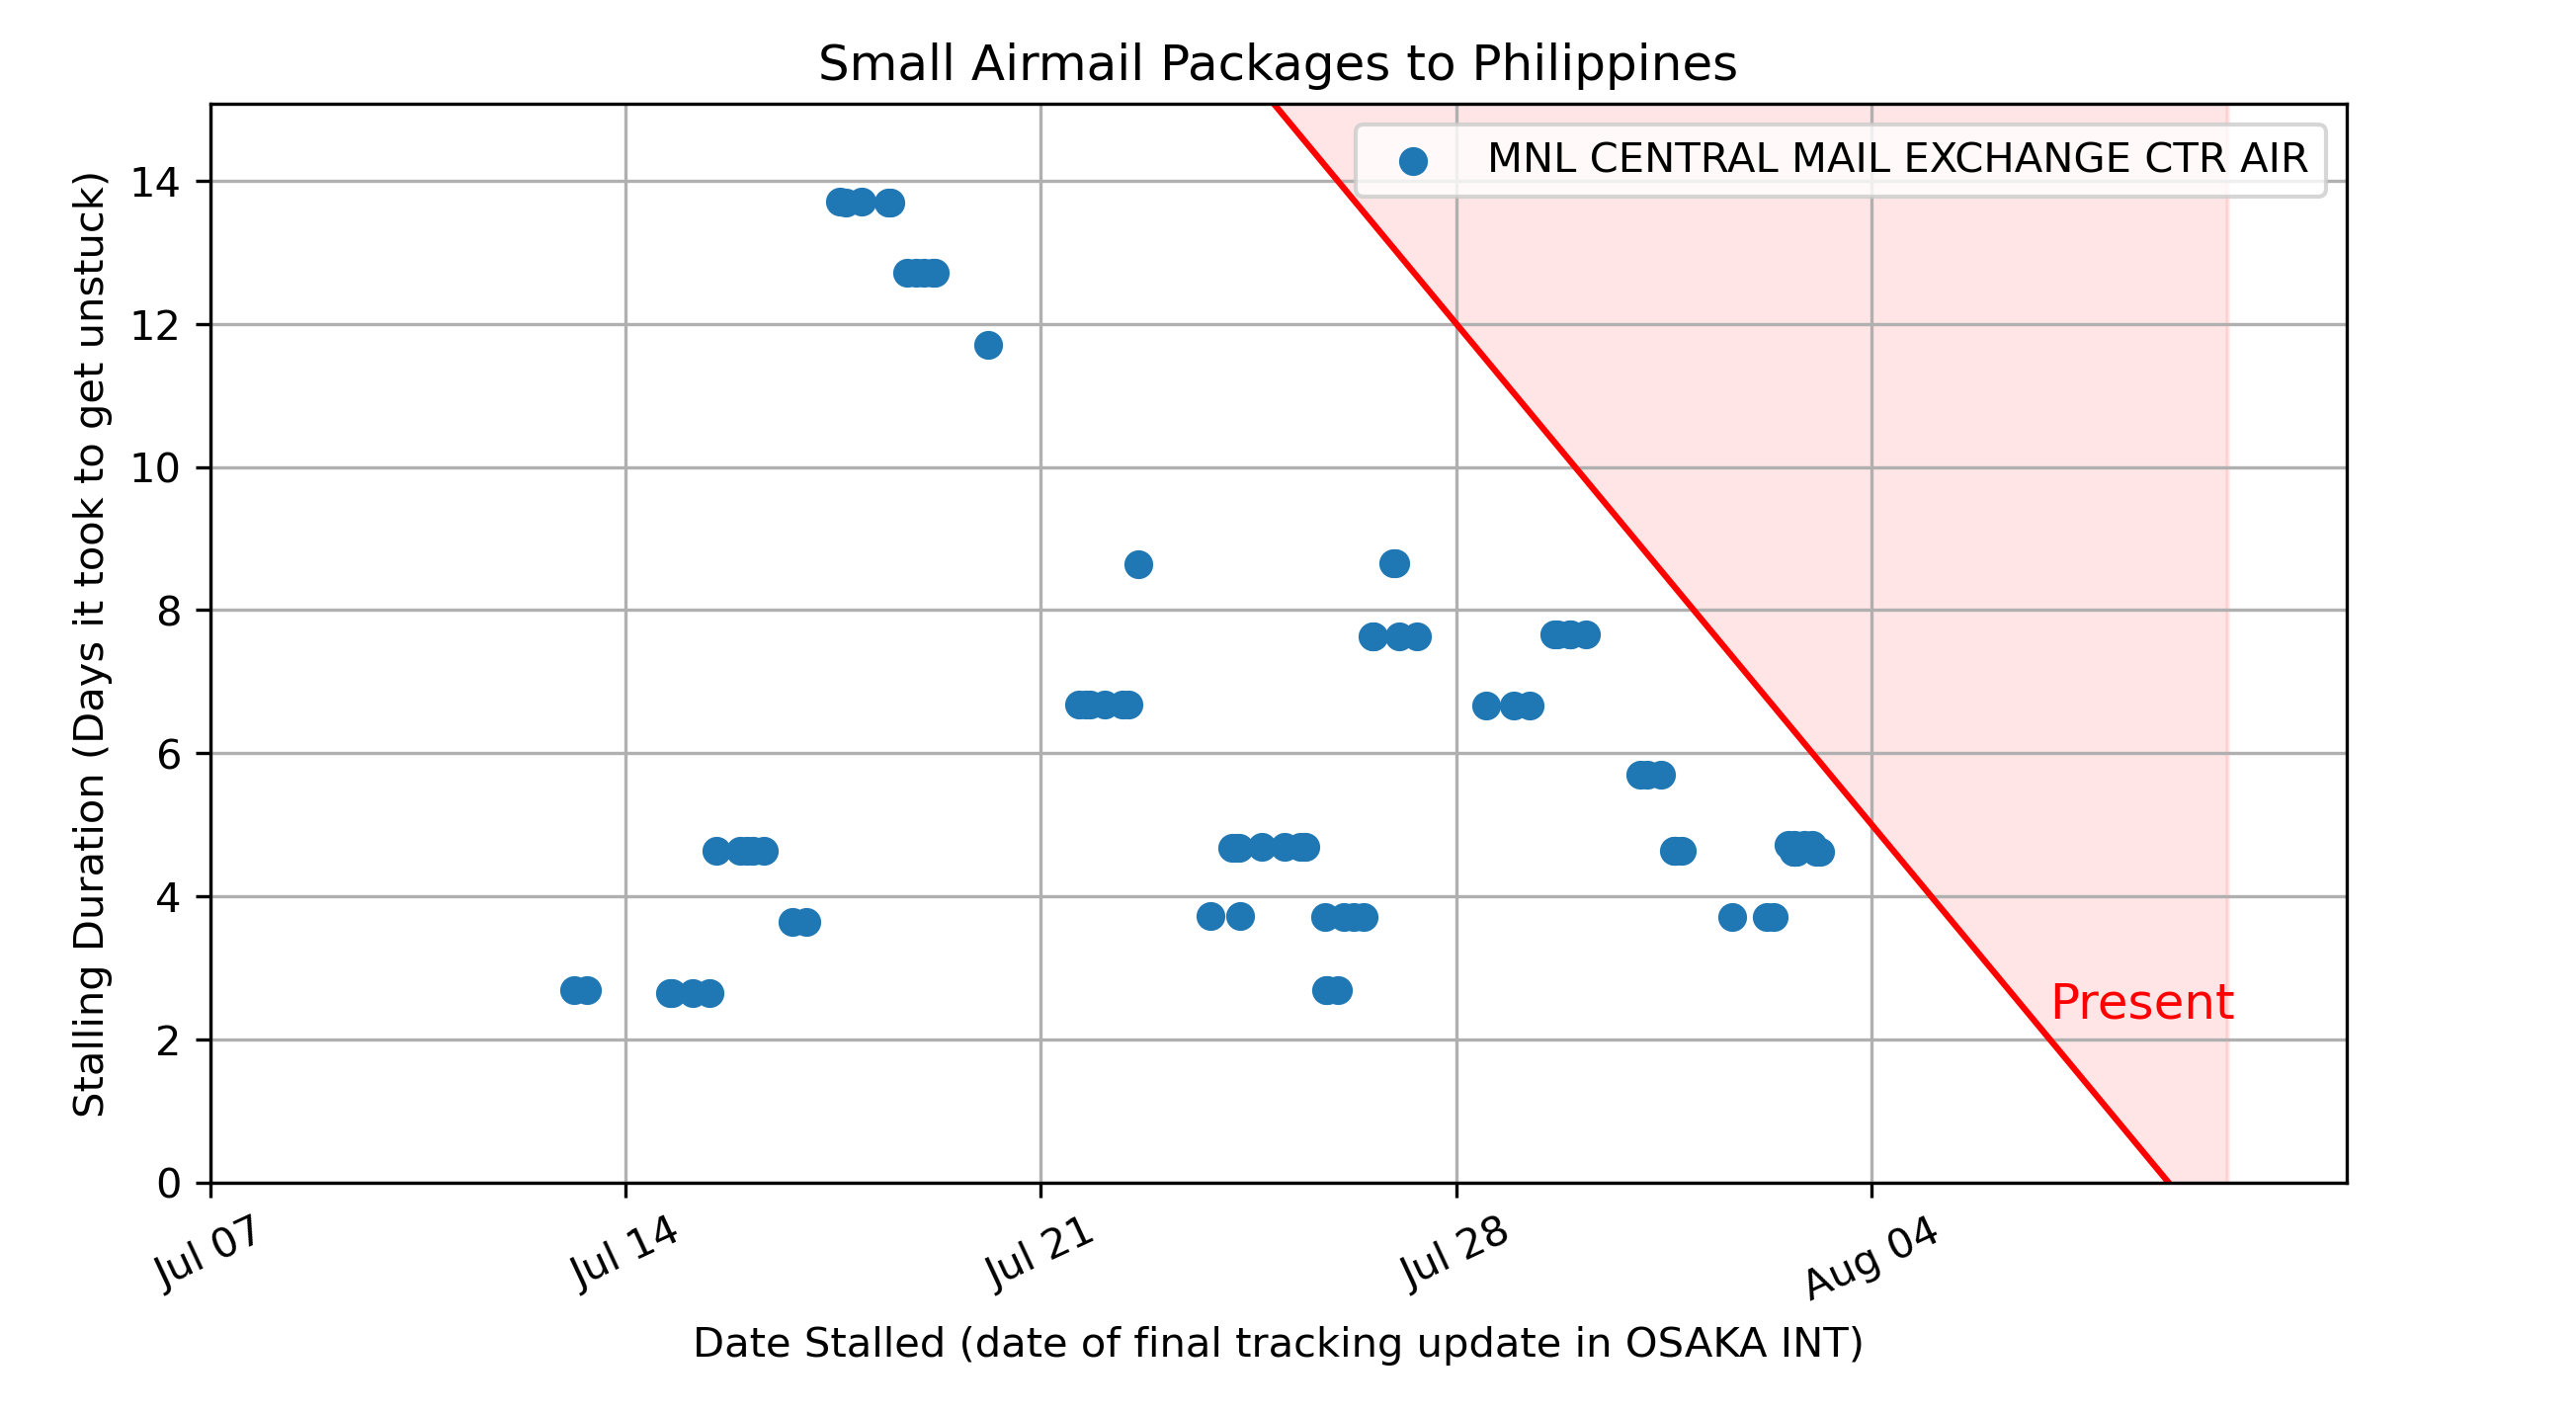 Small Airmail Packages to Philippines
MNL CENTRAL MAIL EXCHANGE CTR AIR
Stalling Duration (Days it took to get unstuck)
14
12
10
8
6
4
2
0
Present
Jul 07
Jul 14
Jul 21
Jul 28
Aug 04
Date Stalled (date of final tracking update in OSAKA INT)